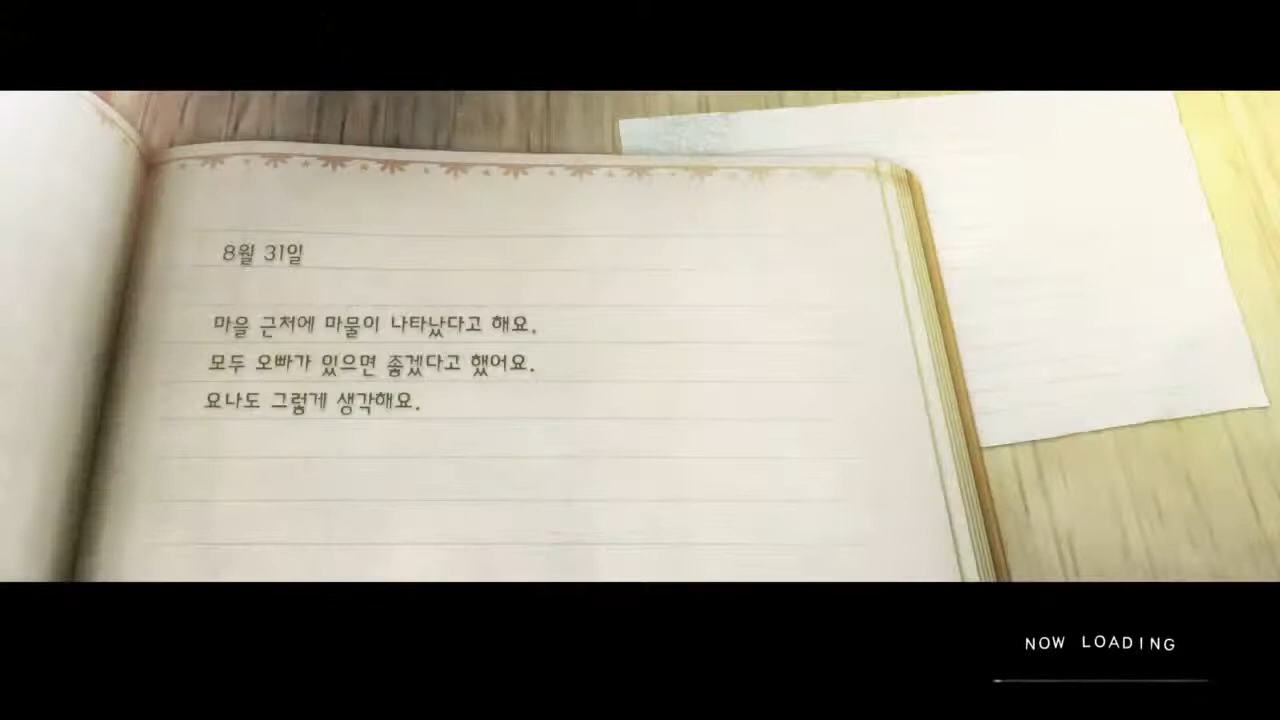 8월 31일
마을 근처에 마물이 나타났다고 해요.
모두 오빠가 있으면 좋겠다고 했어요.
요나도 그렇게 생각해요.
NOW LOADING